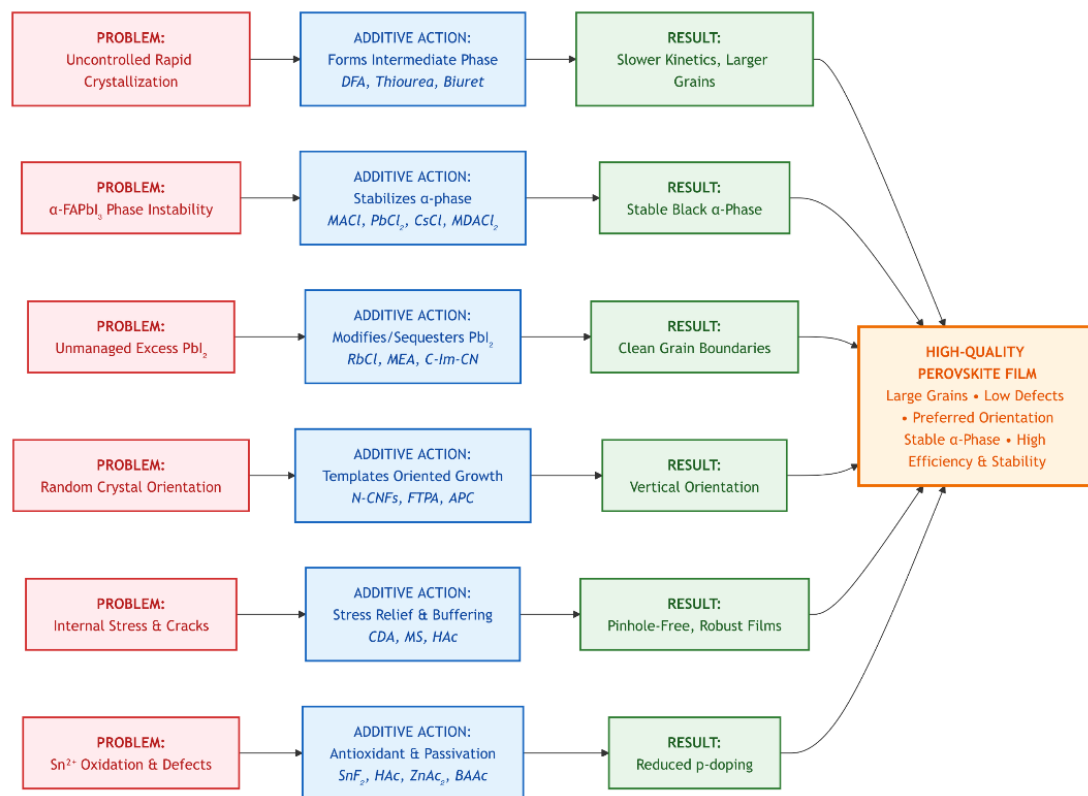 PROBLEM:
Uncontrolled Rapid
Crystallization
ADDITIVE ACTION:
Forms Intermediate Phase
DFA, Thiourea, Biuret
RESULT:
Slower Kinetics, Larger
Grains
PROBLEM:
α-FAPbI₃ Phase Instability
ADDITIVE ACTION:
Stabilizes α-phase
MACl, PbCl₂, CsCl, MDACl₂
RESULT:
Stable Black α-Phase
PROBLEM:
Unmanaged Excess PbI₂
ADDITIVE ACTION:
Modifies/Sequesters PbI₂
RbCl, MEA, C-Im-CN
RESULT:
Clean Grain Boundaries
PROBLEM:
Random Crystal Orientation
ADDITIVE ACTION:
Templates Oriented Growth
N-CNFs, FTPA, APC
RESULT:
Vertical Orientation
PROBLEM:
Internal Stress & Cracks
ADDITIVE ACTION:
Stress Relief & Buffering
CDA, MS, HAc
RESULT:
Pinhole-Free, Robust Films
PROBLEM:
Sn²⁺ Oxidation & Defects
ADDITIVE ACTION:
Antioxidant & Passivation
SnF₂, HAc, ZnAc₂, BAAc
RESULT:
Reduced p-doping
HIGH-QUALITY
PEROVSKITE FILM
Large Grains • Low Defects
• Preferred Orientation
Stable α-Phase • High
Efficiency & Stability